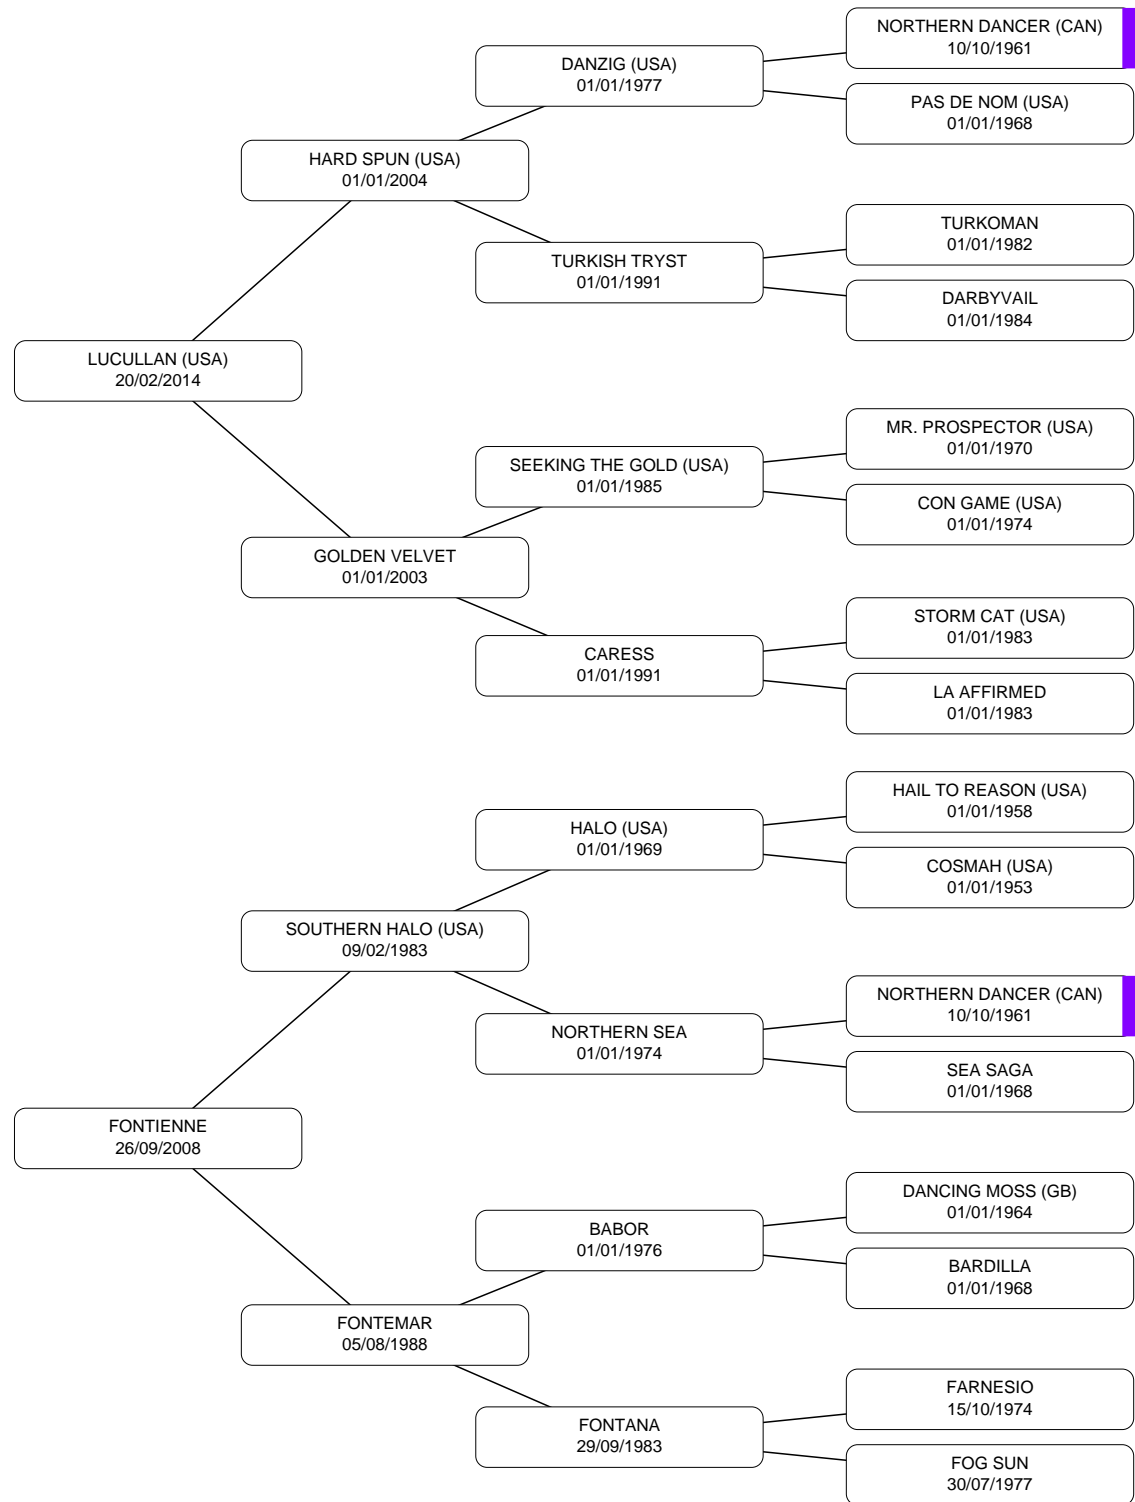 NORTHERN DANCER (CAN)
10/10/1961
DANZIG (USA)
01/01/1977
PAS DE NOM (USA)
01/01/1968
HARD SPUN (USA)
01/01/2004
TURKOMAN
01/01/1982
TURKISH TRYST
01/01/1991
DARBYVAIL
01/01/1984
LUCULLAN (USA)
20/02/2014
MR. PROSPECTOR (USA)
01/01/1970
SEEKING THE GOLD (USA)
01/01/1985
CON GAME (USA)
01/01/1974
GOLDEN VELVET
01/01/2003
STORM CAT (USA)
01/01/1983
CARESS
01/01/1991
LA AFFIRMED
01/01/1983
HAIL TO REASON (USA)
01/01/1958
HALO (USA)
01/01/1969
COSMAH (USA)
01/01/1953
SOUTHERN HALO (USA)
09/02/1983
NORTHERN DANCER (CAN)
10/10/1961
NORTHERN SEA
01/01/1974
SEA SAGA
01/01/1968
FONTIENNE
26/09/2008
DANCING MOSS (GB)
01/01/1964
BABOR
01/01/1976
BARDILLA
01/01/1968
FONTEMAR
05/08/1988
FARNESIO
15/10/1974
FONTANA
29/09/1983
FOG SUN
30/07/1977